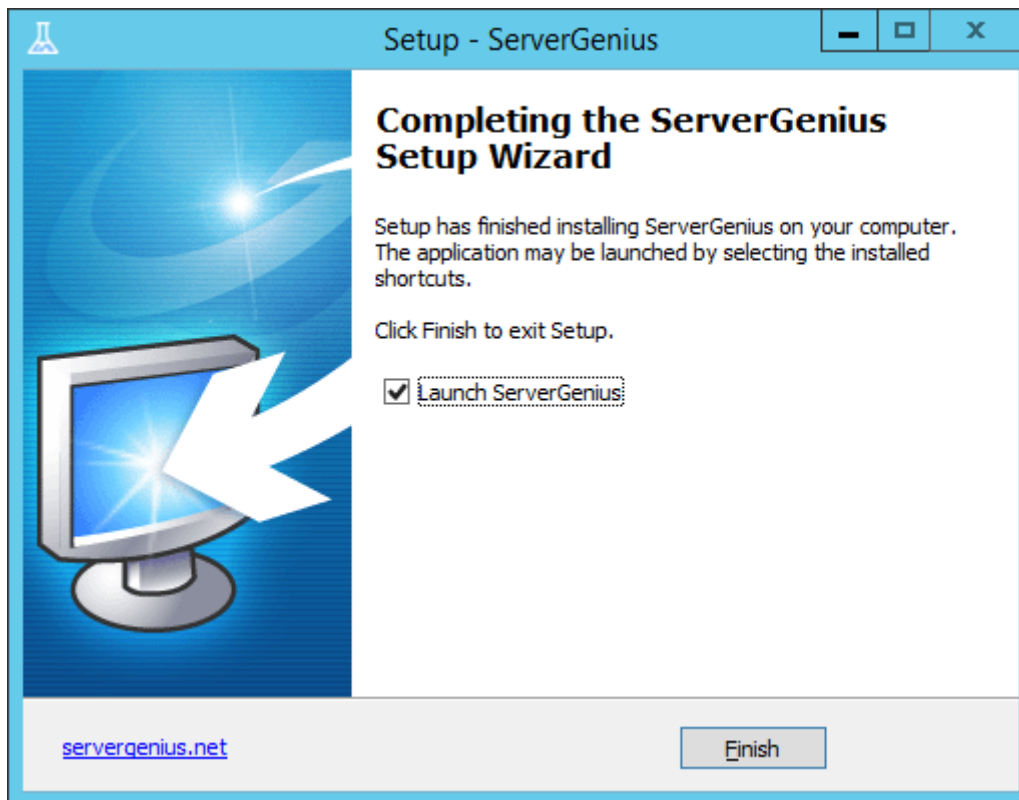 Setup - ServerGenius
Completing the ServerGenius
Setup Wizard
Setup has finished installing ServerGenius on your computer.
The application may be launched by selecting the installed
shortcuts.
Click Finish to exit Setup.
Launch ServerGenius
servergenius.net
Finish